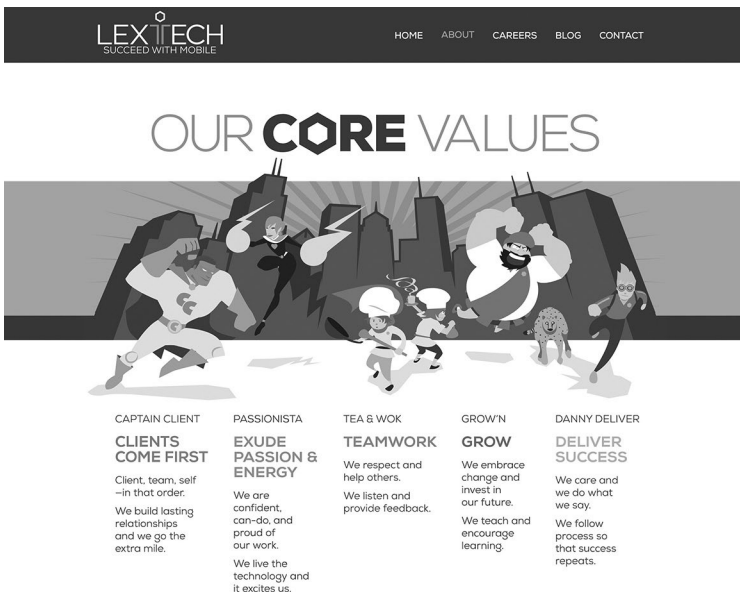 LEXTECH
SUCCEED WITH MOBILE
HOME ABOUT CAREERS BLOG CONTACT
OUR CORE VALUES
CAPTAIN CLIENT
CLIENTS
COME FIRST
Client, team, self
—in that order.
We build lasting
relationships
and we go the
extra mile.
PASSIONISTA
EXUDE
PASSION &
ENERGY
We are
confident,
can-do, and
proud of
our work.
We live the
technology and
it excites us.
TEA & WOK
TEAMWORK
We respect and
help others.
We listen and
provide feedback.
GROW'N
GROW
We embrace
change and
invest in
our future.
We teach and
encourage
learning.
DANNY DELIVER
DELIVER
SUCCESS
We care and
we do what
we say.
We follow
process so
that success
repeats.